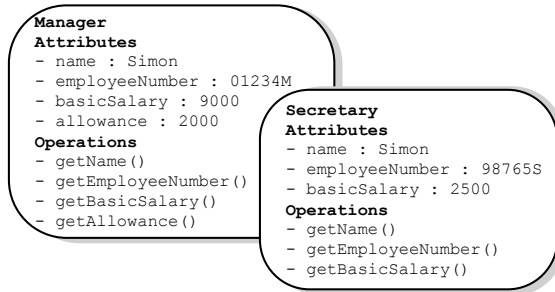 Manager
Attributes
- name : Simon
- employeeNumber : 01234M
- basicSalary : 9000
- allowance : 2000
Operations
- getName()
- getEmployeeNumber()
- getBasicSalary()
- getAllowance()
Secretary
Attributes
- name : Simon
- employeeNumber : 98765S
- basicSalary : 2500
Operations
- getName()
- getEmployeeNumber()
- getBasicSalary()